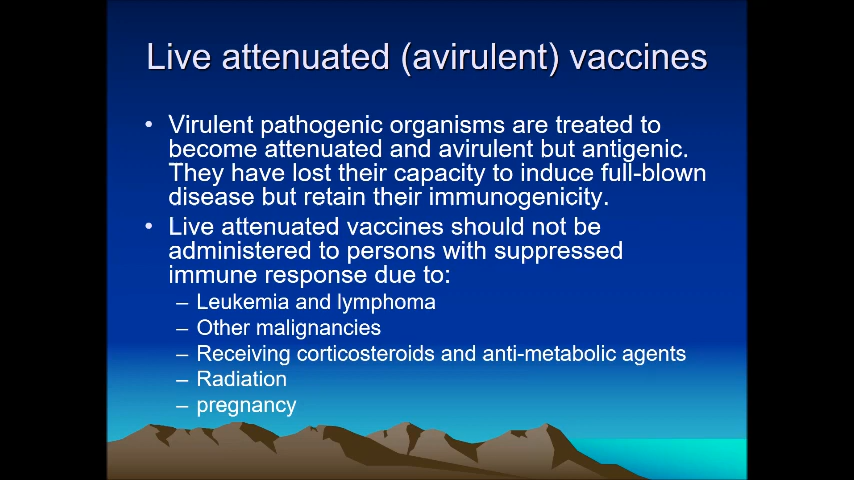 Live attenuated (avirulent) vaccines
• Virulent pathogenic organisms are treated to
become attenuated and avirulent but antigenic.
They have lost their capacity to induce full-blown
disease but retain their immunogenicity.
• Live attenuated vaccines should not be
administered to persons with suppressed
immune response due to:
– Leukemia and lymphoma
– Other malignancies
– Receiving corticosteroids and anti-metabolic agents
– Radiation
– pregnancy